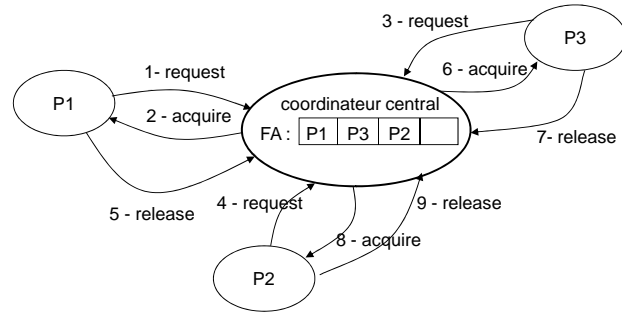 3 - request
P3
1- request
6 - acquire
P1
coordinateur central
2 - acquire
FA : P1 P3 P2
7- release
5 - release
4 - request
9 - release
8 - acquire
P2